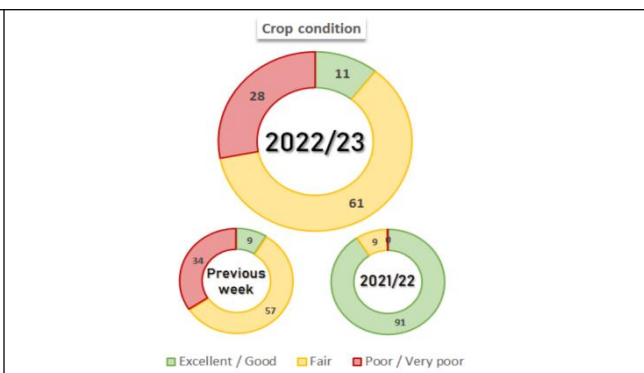 Crop condition
11
28
2022/23
61
9
34
Previous
week
57
9
0
2021/22
91
Excellent / Good
Fair
Poor / Very poor